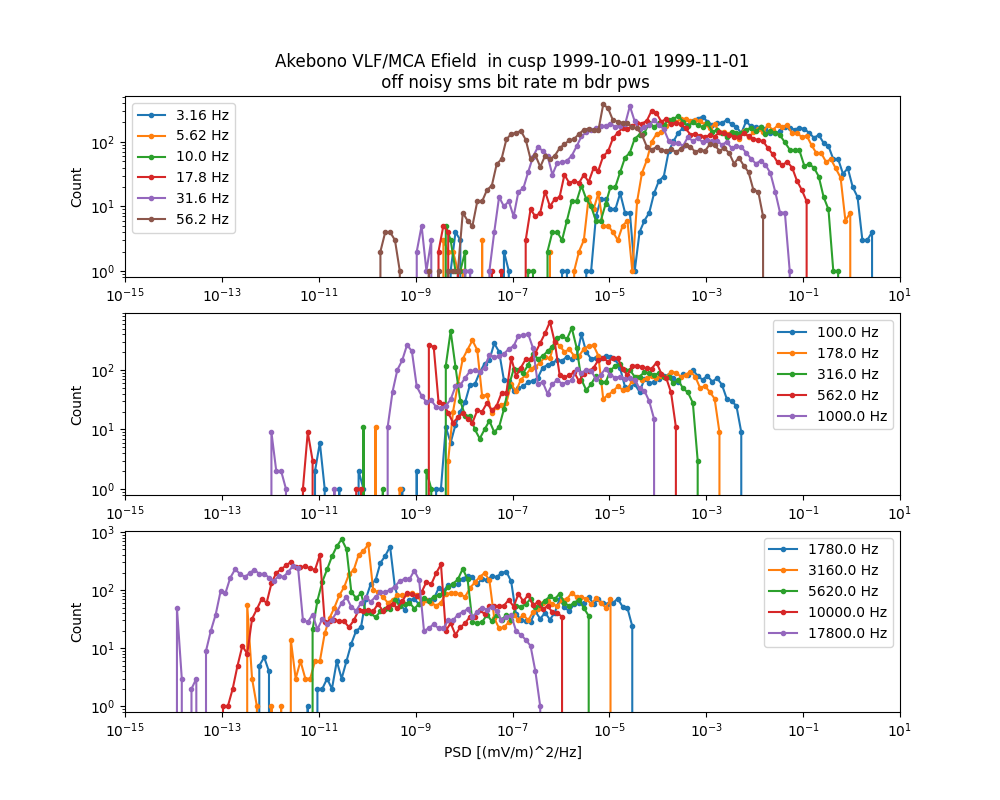 Akebono VLF/MCA Efield  in cusp 1999-10-01 1999-11-01
off noisy sms bit rate m bdr pws
Count
10^2
10^1
10^0
3.16 Hz
5.62 Hz
10.0 Hz
17.8 Hz
31.6 Hz
56.2 Hz
10^-15 10^-13 10^-11 10^-9 10^-7 10^-5 10^-3 10^-1 10^1
Count
10^2
10^1
10^0
100.0 Hz
178.0 Hz
316.0 Hz
562.0 Hz
1000.0 Hz
10^-15 10^-13 10^-11 10^-9 10^-7 10^-5 10^-3 10^-1 10^1
Count
10^3
10^2
10^1
10^0
1780.0 Hz
3160.0 Hz
5620.0 Hz
10000.0 Hz
17800.0 Hz
10^-15 10^-13 10^-11 10^-9 10^-7 10^-5 10^-3 10^-1 10^1
PSD [(mV/m)^2/Hz]